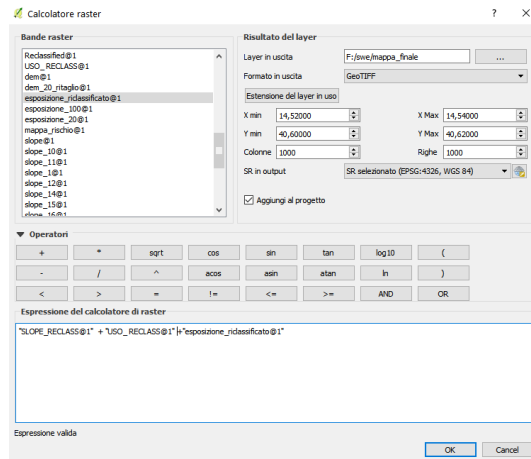 Calcolatore raster
? ×
Bande raster
Reclassified@1
USO_RECLASS@1
dem@1
dem_20_ritaglio@1
esposizione_riclassificato@1
esposizione_100@1
esposizione_20@1
mappa_rischio@1
slope@1
slope_10@1
slope_11@1
slope_1@1
slope_12@1
slope_14@1
slope_15@1
slope_16@1
Risultato del layer
Layer in uscita F:/swe/mappa_finale ...
Formato in uscita GeoTIFF
Estensione del layer in uso
X min 14,52000 X Max 14,54000
Y min 40,60000 Y Max 40,62000
Colonne 1000 Righe 1000
SR in output SR selezionato (EPSG:4326, WGS 84)
Aggiungi al progetto
Operatori
+ * sqrt cos sin tan log10 (
- / ^ acos asin atan ln )
< > = != <= >= AND OR
Espressione del calcolatore di raster
"SLOPE_RECLASS@1" + "USO_RECLASS@1" +"esposizione_riclassificato@1"
Espressione valida
OK Cancel